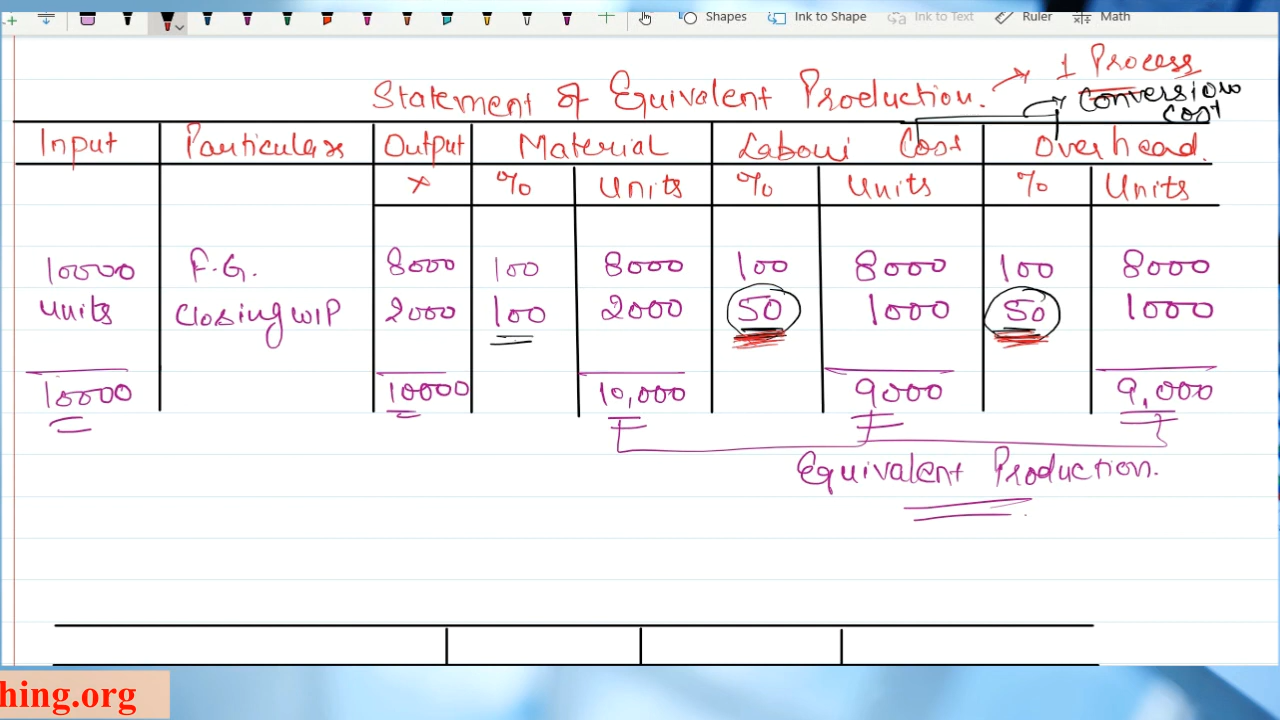 Shapes Ink to Shape Ink to Text Ruler Math
Statement of Equivalent Production. → 1 Process
Conversion Cost
Input Particulars Output Material Labour Cost Overhead.
x % Units % Units % Units
10000 F.G. 8000 100 8000 100 8000 100 8000
Units Closing WIP 2000 100 2000 50 1000 50 1000
10000 10000 10,000 9000 9,000
Equivalent Production.
hing.org